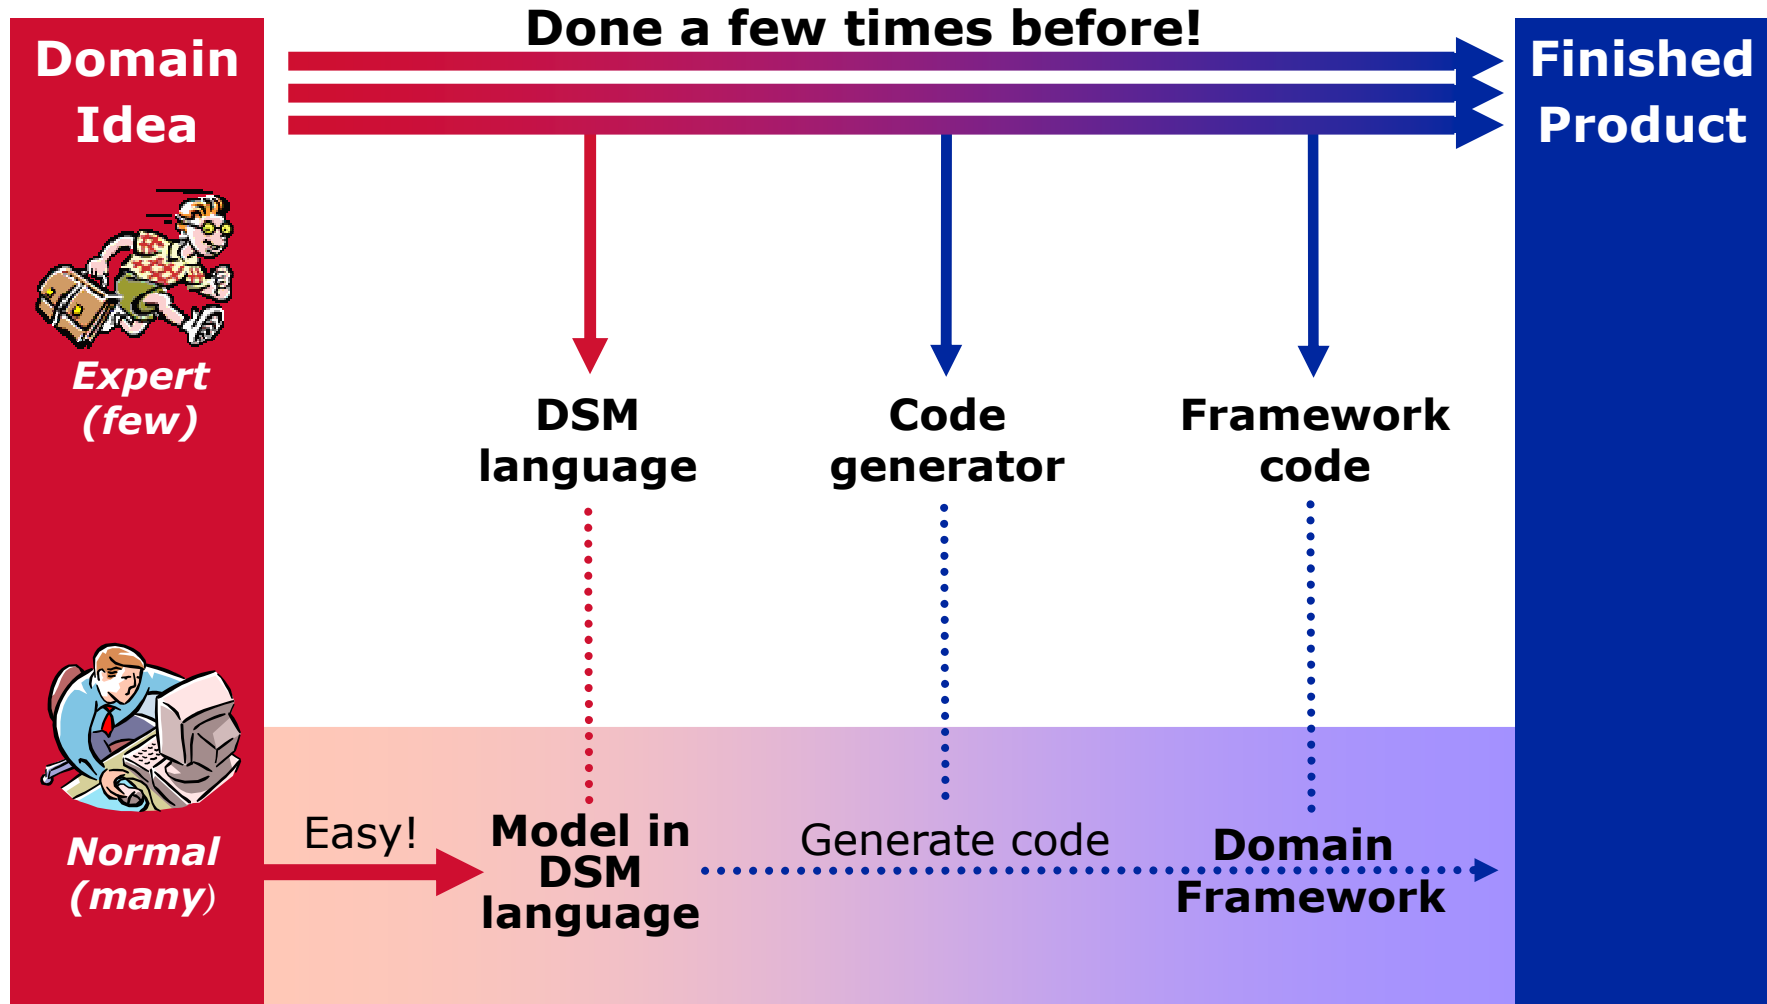 Done a few times before!
Domain
Idea
Finished
Product
Expert
(few)
DSM
language
Code
generator
Framework
code
Normal
(many)
Easy!
Model in
DSM
language
Generate code
Domain
Framework